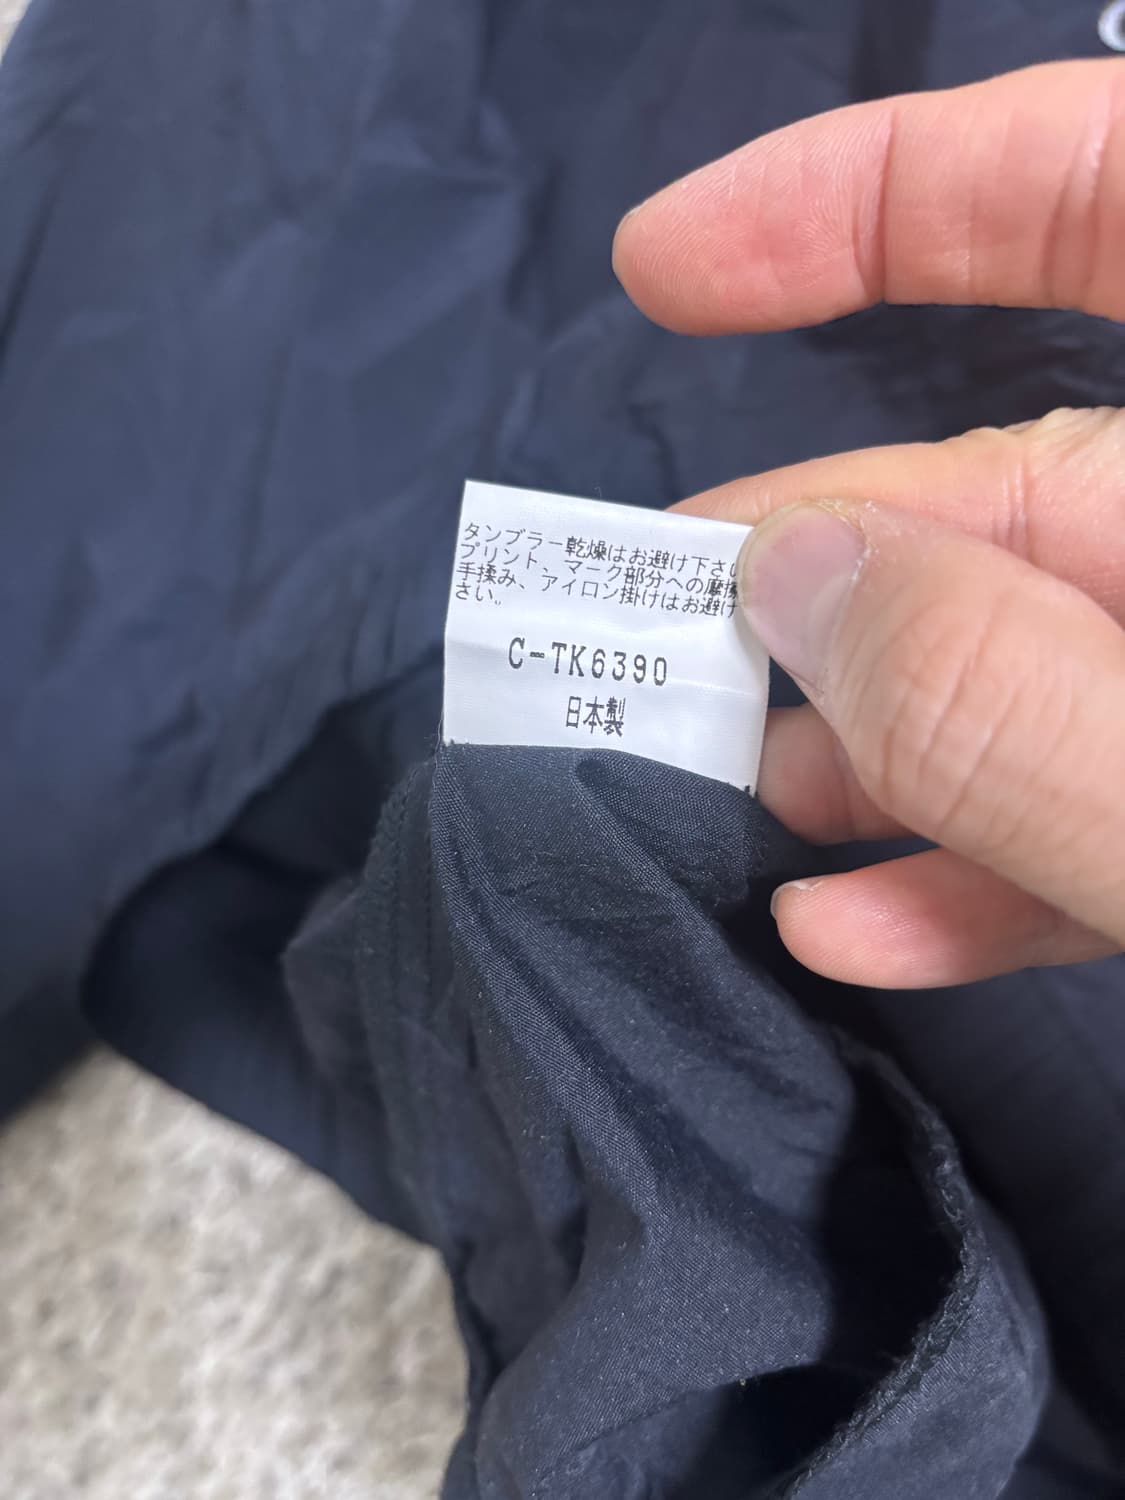 タンブラー乾燥はお避け下さ
プリント、マーク部分への摩擦
手揉み、アイロン掛けはお避け
さい。
C-TK6390
日本製